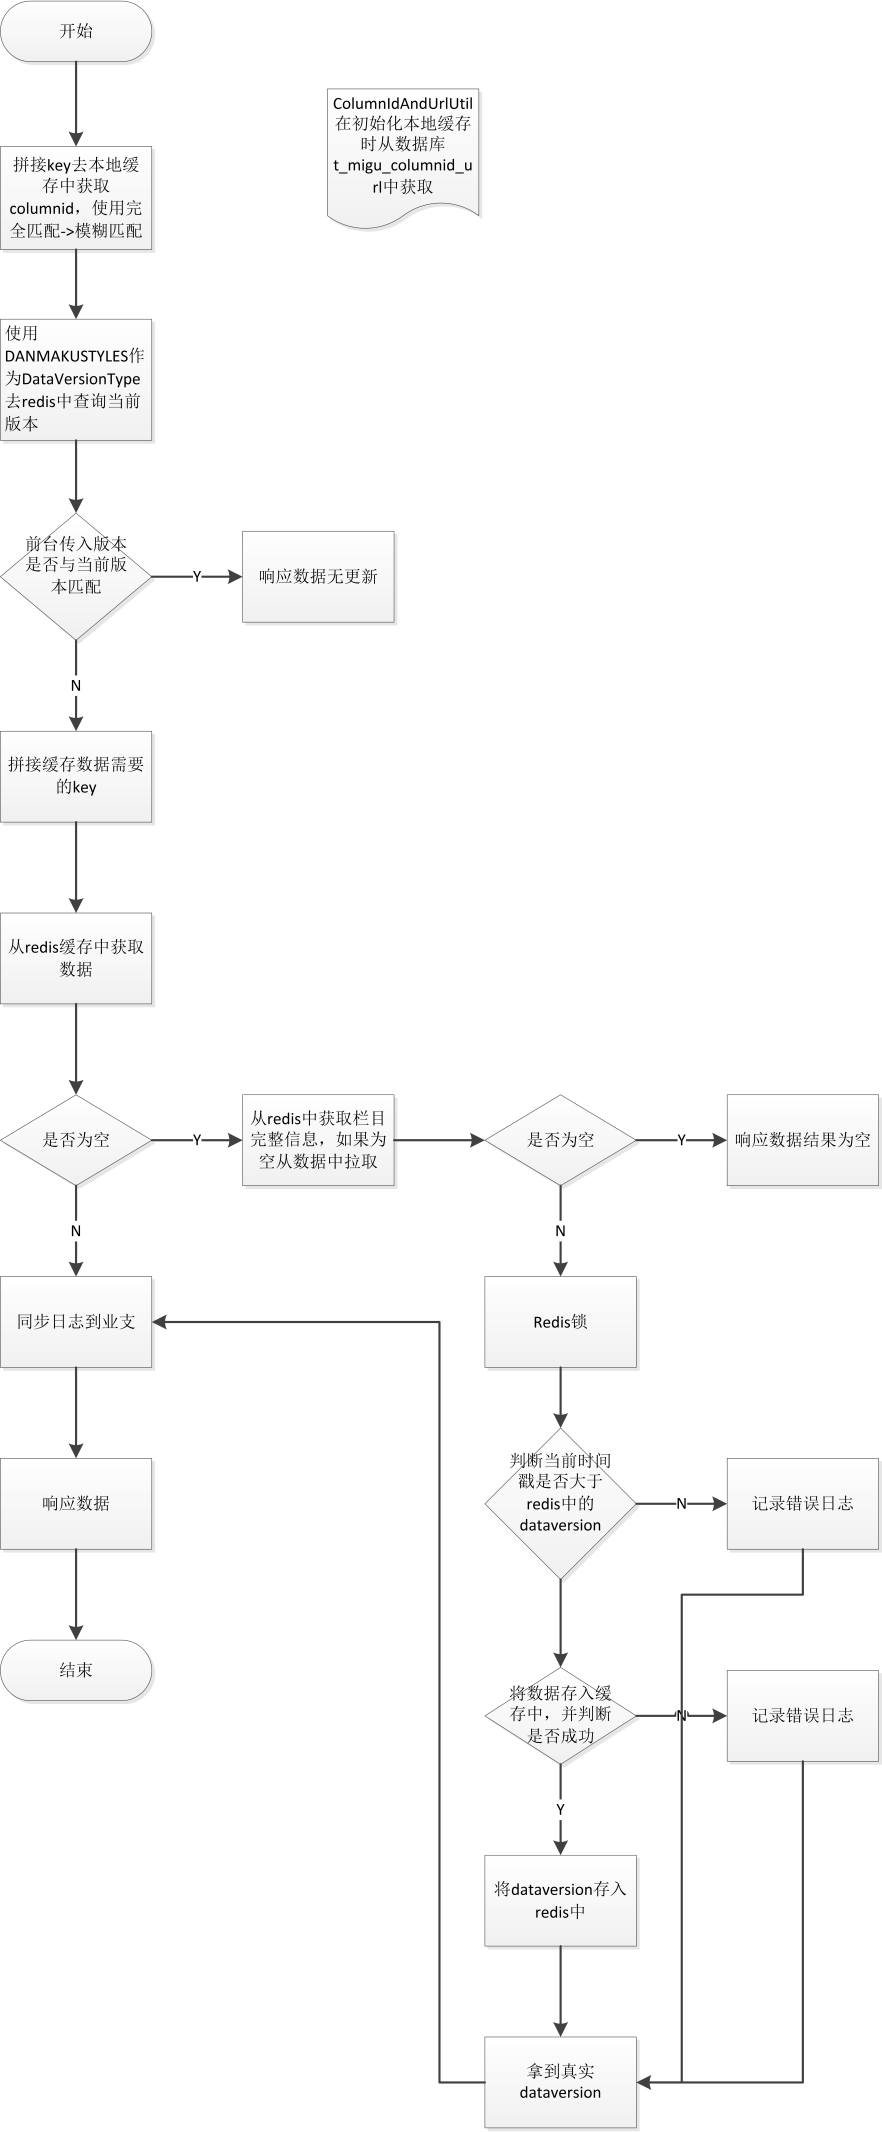 开始
ColumnIdAndUrlUtil
在初始化本地缓存
时从数据库
t_migu_columnid_u
rl中获取
拼接key去本地缓
存中获取
columnid，使用完
全匹配->模糊匹配
使用
DANMAKUSTYLES作
为DataVersionType
去redis中查询当前
版本
前台传入版本
是否与当前版
本匹配
Y
响应数据无更新
N
拼接缓存数据需要
的key
从redis缓存中获取
数据
是否为空
Y
从redis中获取栏目
完整信息，如果为
空从数据中拉取
是否为空
Y
响应数据结果为空
N
N
同步日志到业支
Redis锁
响应数据
判断当前时间
戳是否大于
redis中的
dataversion
N
记录错误日志
结束
将数据存入缓
存中，并判断
是否成功
N
记录错误日志
Y
将dataversion存入
redis中
拿到真实
dataversion